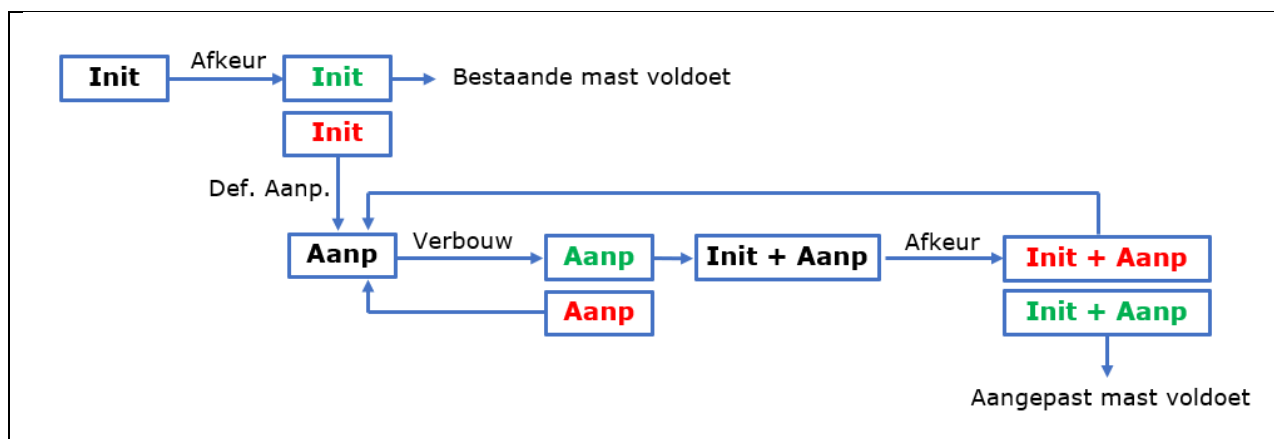 Afkeur
Init
Init
Bestaande mast voldoet
Init
Def. Aanp.
Aanp
Verbouw
Aanp
Init + Aanp
Afkeur
Init + Aanp
Aanp
Init + Aanp
Aangepast mast voldoet